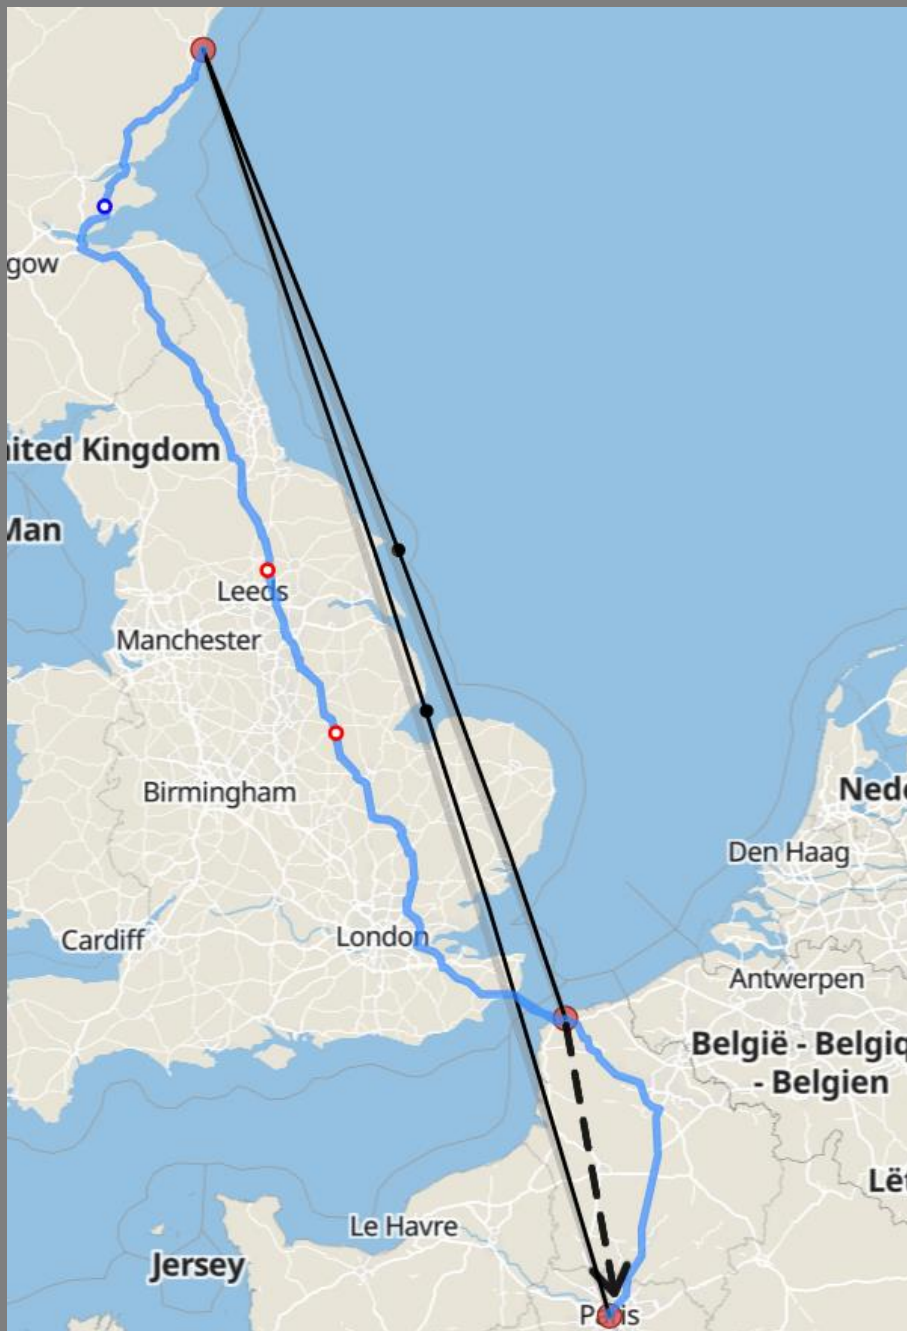 gow
nited Kingdom
Man
Leeds
Manchester
Birmingham
Nede
Den Haag
Cardiff
London
Antwerpen
België - Belgiq
- Belgien
Lët
Le Havre
Jersey
Paris